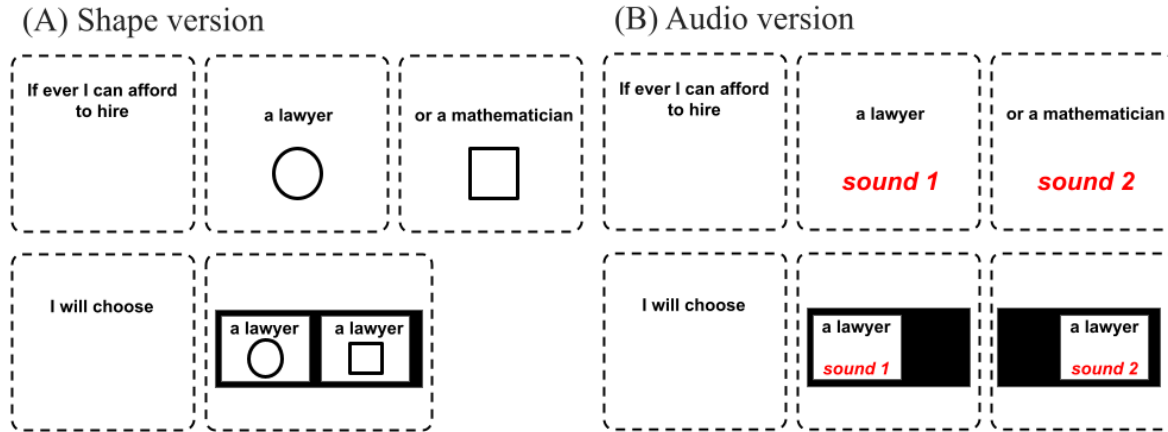 (A) Shape version
If ever I can afford
to hire
a lawyer
or a mathematician
I will choose
a lawyer
a lawyer
(B) Audio version
If ever I can afford
to hire
a lawyer
sound 1
or a mathematician
sound 2
I will choose
a lawyer
sound 1
a lawyer
sound 2